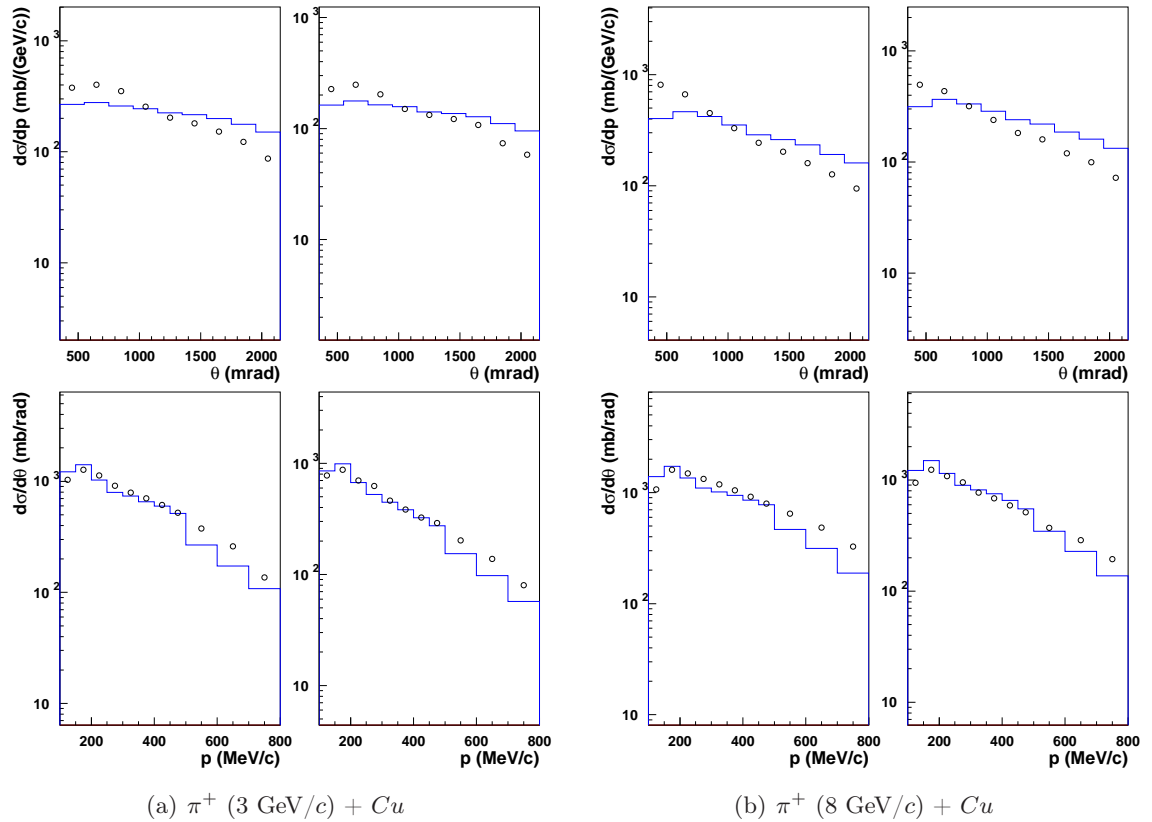 dσ/dp (mb/(GeV/c))
10³
10²
10
500 1000 1500 2000
θ (mrad)
10³
10²
10
500 1000 1500 2000
θ (mrad)
dσ/dθ (mb/rad)
10³
10²
10
200 400 600 800
p (MeV/c)
10³
10²
10
200 400 600 800
p (MeV/c)
(a) π⁺ (3 GeV/c) + Cu
dσ/dp (mb/(GeV/c))
10³
10²
10
500 1000 1500 2000
θ (mrad)
10³
10²
10
500 1000 1500 2000
θ (mrad)
dσ/dθ (mb/rad)
10³
10²
10
200 400 600 800
p (MeV/c)
10³
10²
10
200 400 600 800
p (MeV/c)
(b) π⁺ (8 GeV/c) + Cu